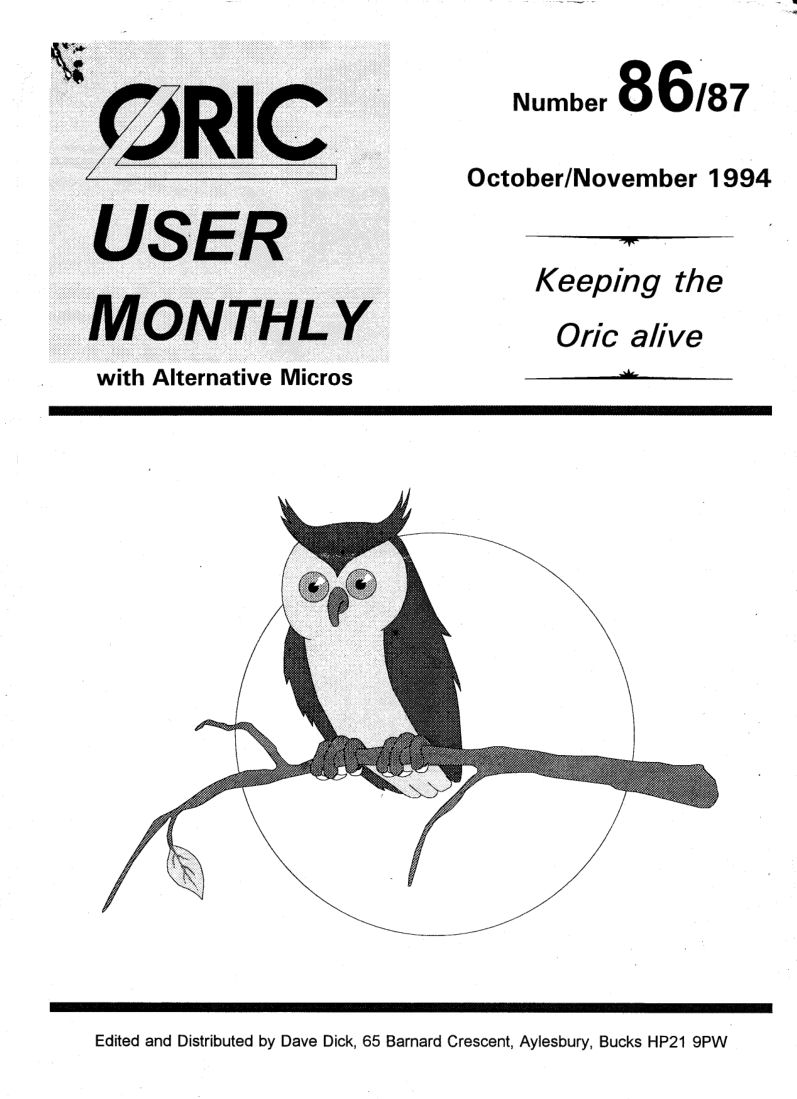 ORIC
USER
MONTHLY
with Alternative Micros
Number 86/87
October/November 1994
Keeping the
Oric alive
Edited and Distributed by Dave Dick, 65 Barnard Crescent, Aylesbury, Bucks HP21 9PW